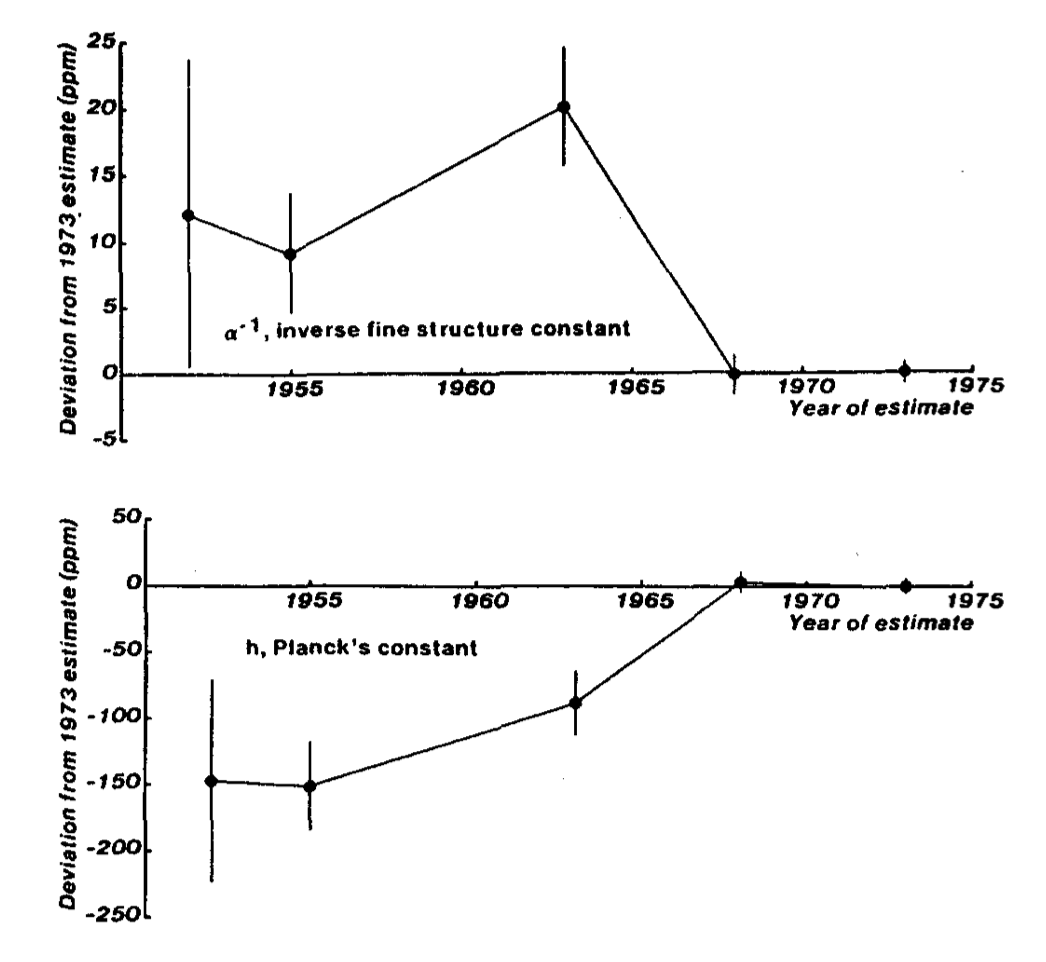 Deviation from 1973 estimate (ppm)
25
20
15
10
5
0
-5
α⁻¹, inverse fine structure constant
1955 1960 1965 1970 1975
Year of estimate
Deviation from 1973 estimate (ppm)
50
0
-50
-100
-150
-200
-250
1955 1960 1965 1970 1975
Year of estimate
h, Planck's constant